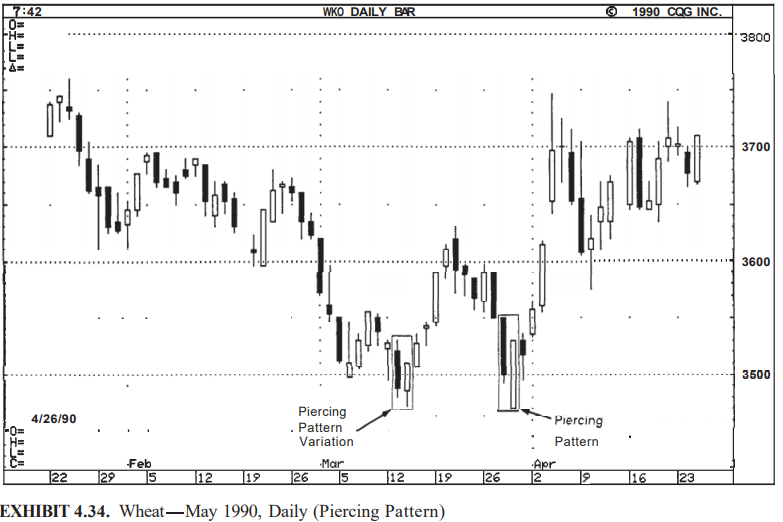 7:42 WKO DAILY BAR © 1990 CQG INC.
O=
H=
L=
L=
Δ=
3800
3700
3600
3500
Piercing
Pattern
Variation
Piercing
Pattern
4/26/90
O=
H=
L=
C=
Feb Mar Apr
22 29 5 12 19 26 5 12 19 26 2 9 16 23
EXHIBIT 4.34. Wheat—May 1990, Daily (Piercing Pattern)